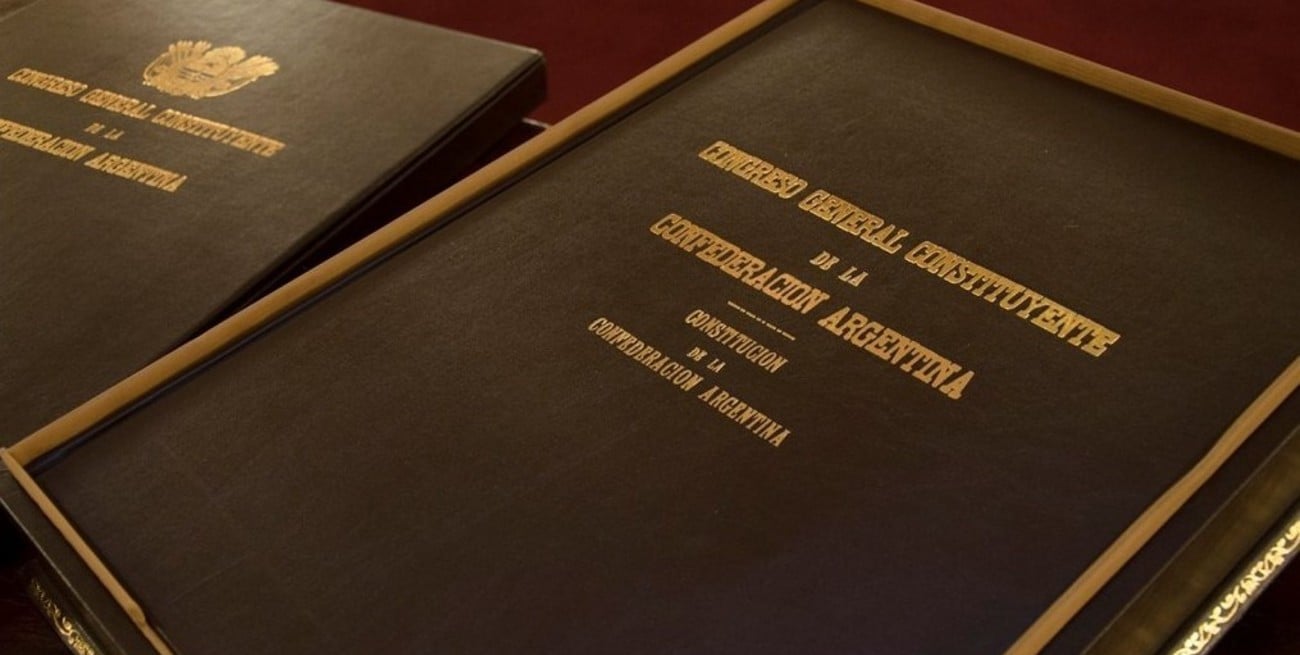 CONGRESO GENERAL CONSTITUYENTE
DE LA
CONFEDERACION ARGENTINA
CONGRESO GENERAL CONSTITUYENTE
DE LA
CONFEDERACION ARGENTINA
CONSTITUCION
DE LA
CONFEDERACION ARGENTINA